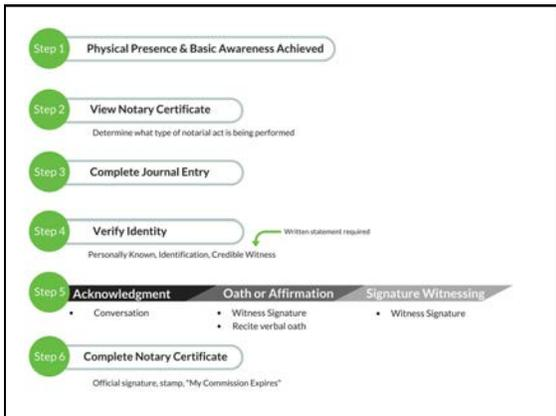 Step 1 Physical Presence & Basic Awareness Achieved
Step 2 View Notary Certificate
Determine what type of notarial act is being performed
Step 3 Complete Journal Entry
Step 4 Verify Identity
Written statement required
Personally Known, Identification, Credible Witness
Step 5 Acknowledgment Oath or Affirmation Signature Witnessing
• Conversation • Witness Signature • Witness Signature
• Recite verbal oath
Step 6 Complete Notary Certificate
Official signature, stamp, "My Commission Expires"